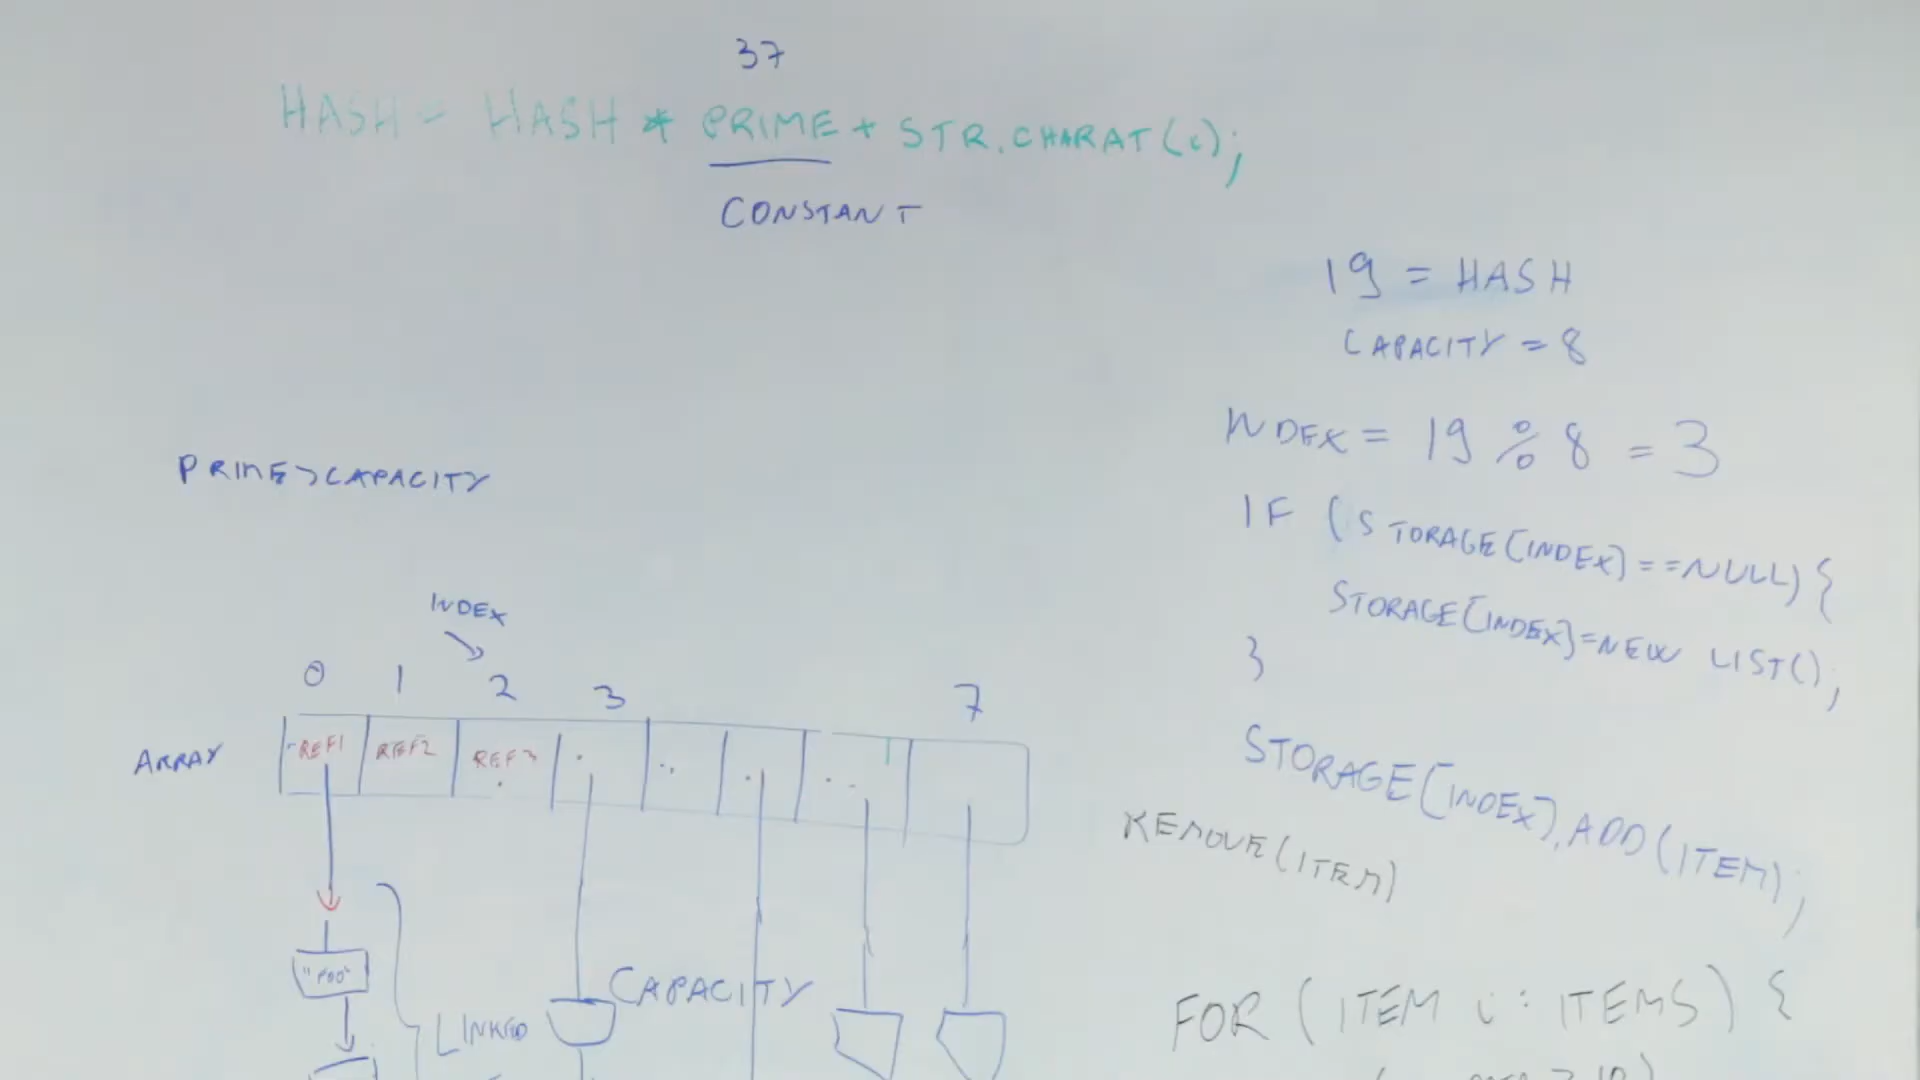 37
HASH = HASH * PRIME + STR.CHARAT(i);
CONSTANT
19 = HASH
CAPACITY = 8
INDEX = 19 % 8 = 3
IF (STORAGE[INDEX]==NULL) {
STORAGE[INDEX]=NEW LIST();
}
STORAGE[INDEX].ADD(ITEM);
REMOVE(ITEM)
FOR (ITEM i : ITEMS) {
PRIME>CAPACITY
INDEX
0 1 2 3 7
ARRAY REF1 REF2 REF3
"FOO"
CAPACITY
LINKED